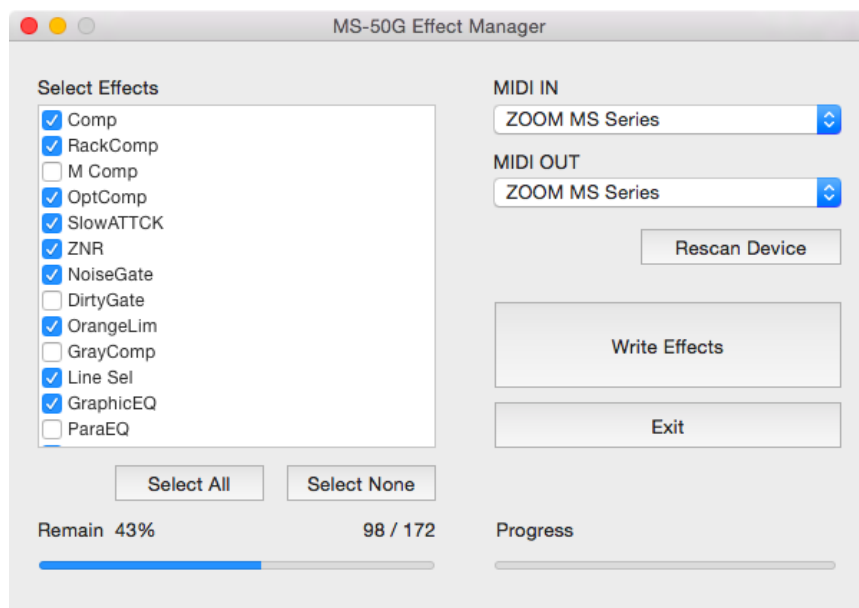 MS-50G Effect Manager
Select Effects
Comp
RackComp
M Comp
OptComp
SlowATTCK
ZNR
NoiseGate
DirtyGate
OrangeLim
GrayComp
Line Sel
GraphicEQ
ParaEQ
Select All
Select None
Remain 43%
98 / 172
MIDI IN
ZOOM MS Series
MIDI OUT
ZOOM MS Series
Rescan Device
Write Effects
Exit
Progress